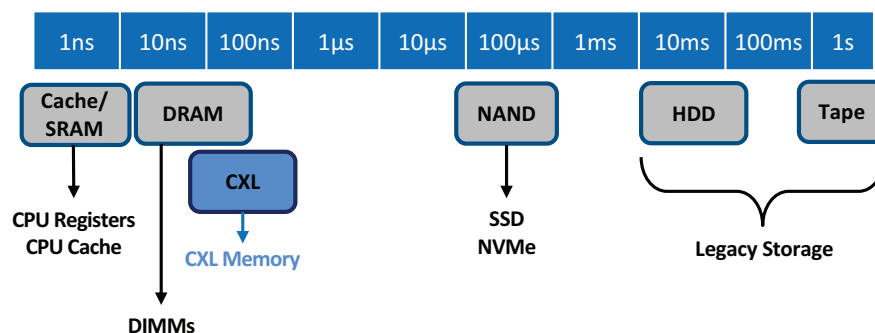 1ns 10ns 100ns 1µs 10µs 100µs 1ms 10ms 100ms 1s
Cache/
SRAM
DRAM
NAND
HDD
Tape
CXL
CPU Registers
CPU Cache
CXL Memory
SSD
NVMe
Legacy Storage
DIMMs